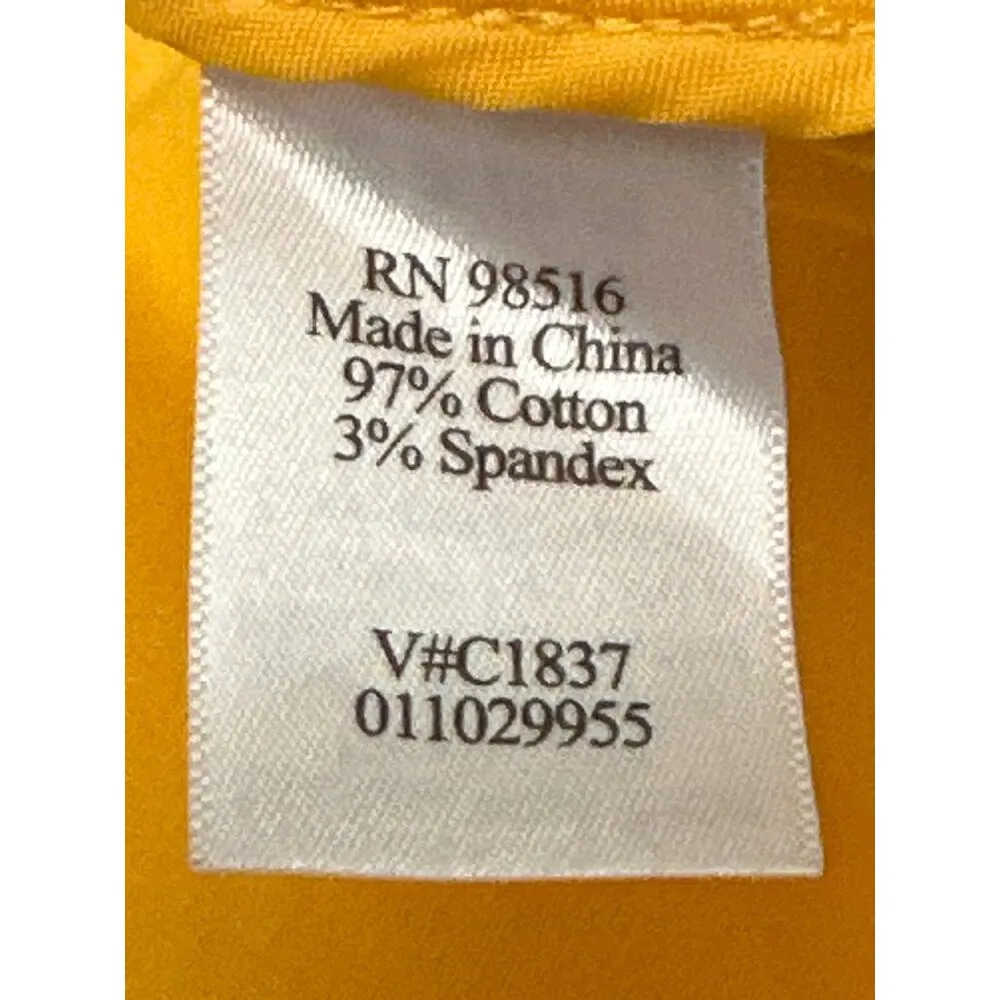 RN 98516
Made in China
97% Cotton
3% Spandex
V#C1837
011029955